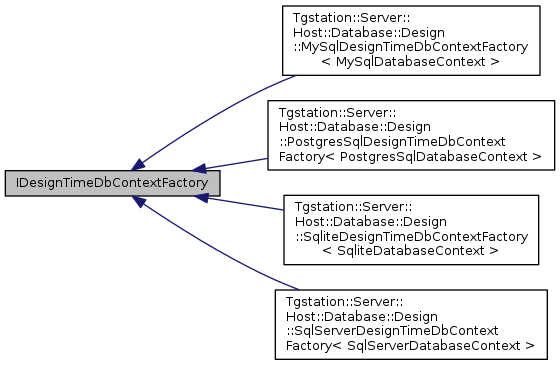 Tgstation::Server::
Host::Database::Design
::MySqlDesignTimeDbContextFactory
< MySqlDatabaseContext >
Tgstation::Server::
Host::Database::Design
::PostgresSqlDesignTimeDbContext
Factory< PostgresSqlDatabaseContext >
IDesignTimeDbContextFactory
Tgstation::Server::
Host::Database::Design
::SqliteDesignTimeDbContextFactory
< SqliteDatabaseContext >
Tgstation::Server::
Host::Database::Design
::SqlServerDesignTimeDbContext
Factory< SqlServerDatabaseContext >